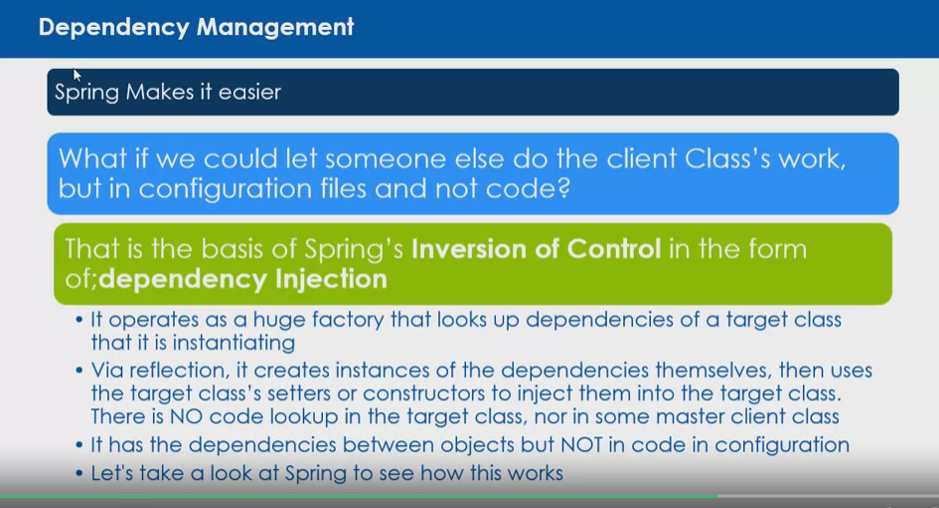 Dependency Management
Spring Makes it easier
What if we could let someone else do the client Class's work,
but in configuration files and not code?
That is the basis of Spring's Inversion of Control in the form
of;dependency Injection
• It operates as a huge factory that looks up dependencies of a target class
that it is instantiating
• Via reflection, it creates instances of the dependencies themselves, then uses
the target class's setters or constructors to inject them into the target class.
There is NO code lookup in the target class, nor in some master client class
• It has the dependencies between objects but NOT in code in configuration
• Let's take a look at Spring to see how this works